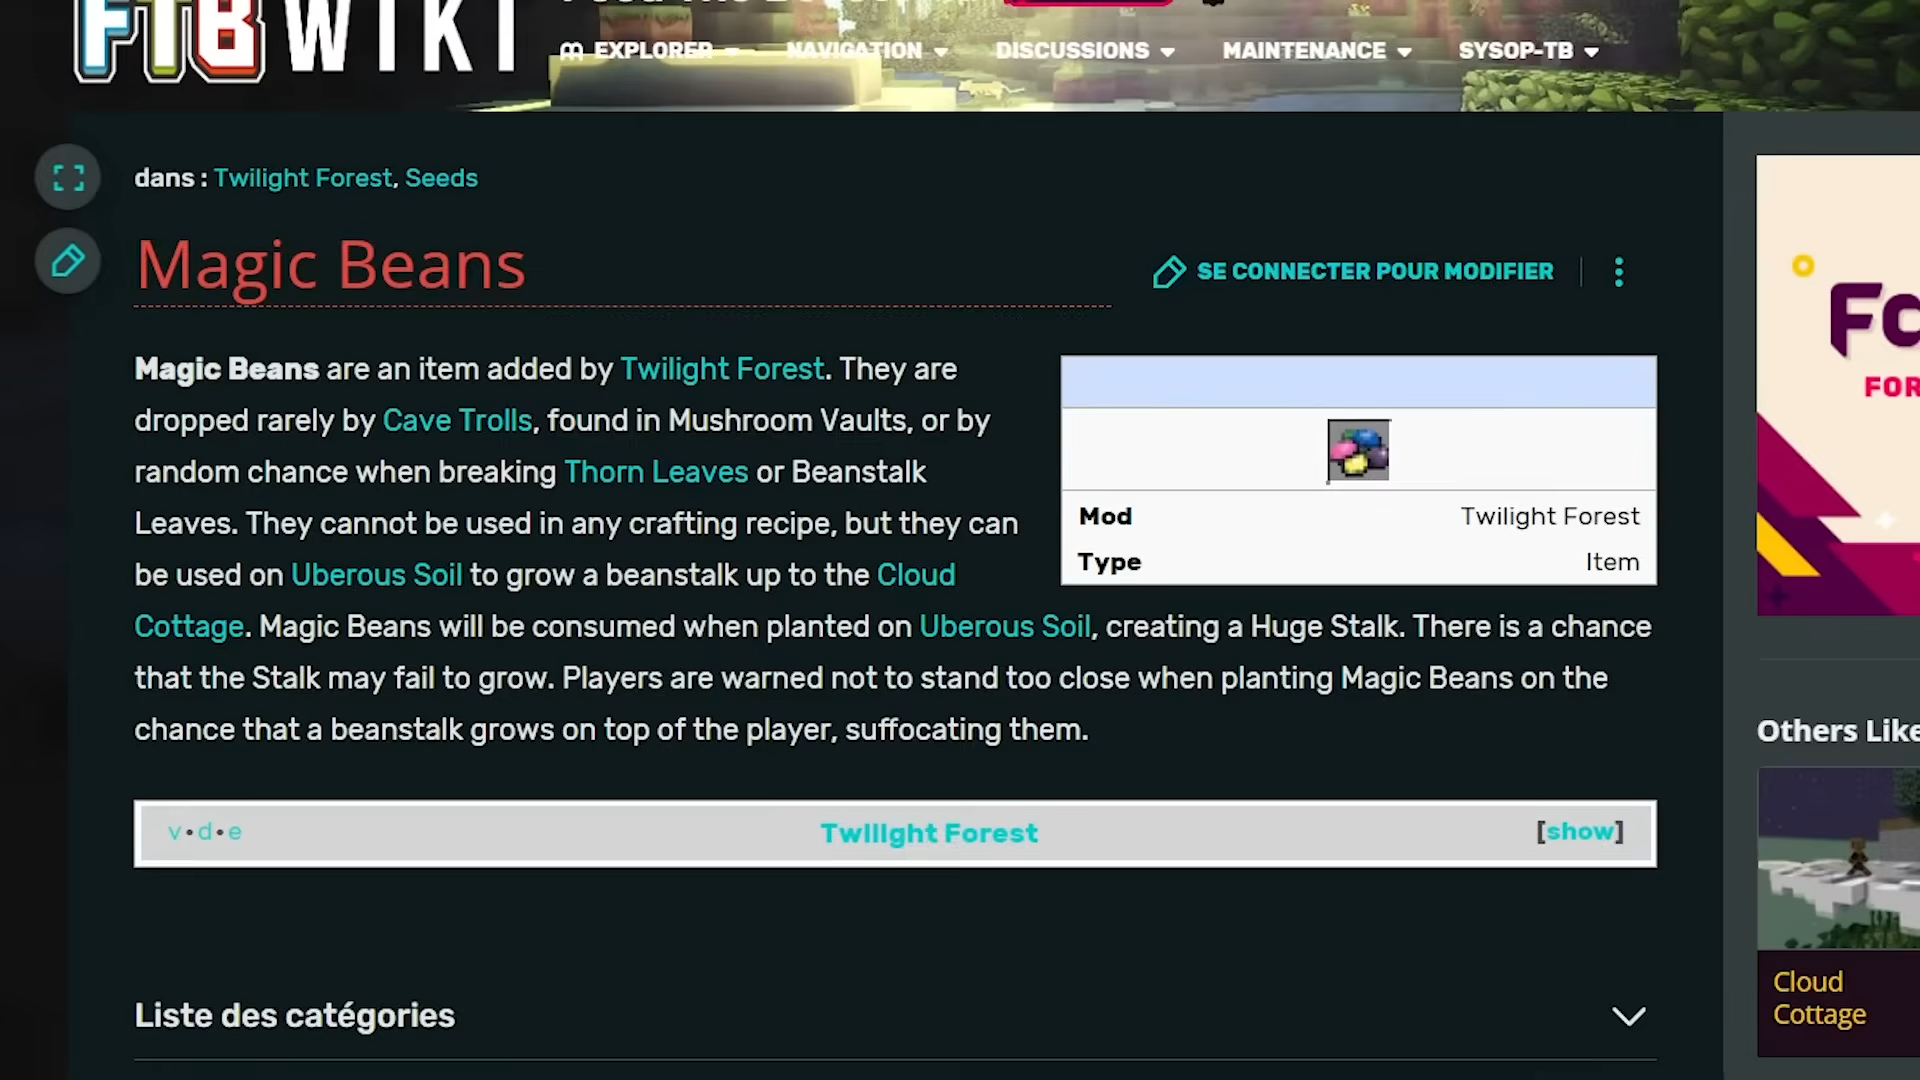 FTB WIKI
EXPLORER NAVIGATION DISCUSSIONS MAINTENANCE SYSOP-TB
dans : Twilight Forest, Seeds
Magic Beans
SE CONNECTER POUR MODIFIER
Magic Beans are an item added by Twilight Forest. They are
dropped rarely by Cave Trolls, found in Mushroom Vaults, or by
random chance when breaking Thorn Leaves or Beanstalk
Leaves. They cannot be used in any crafting recipe, but they can
be used on Uberous Soil to grow a beanstalk up to the Cloud
Cottage. Magic Beans will be consumed when planted on Uberous Soil, creating a Huge Stalk. There is a chance
that the Stalk may fail to grow. Players are warned not to stand too close when planting Magic Beans on the
chance that a beanstalk grows on top of the player, suffocating them.
Mod Twilight Forest
Type Item
v•d•e Twilight Forest [show]
Liste des catégories
Others Like
Cloud
Cottage